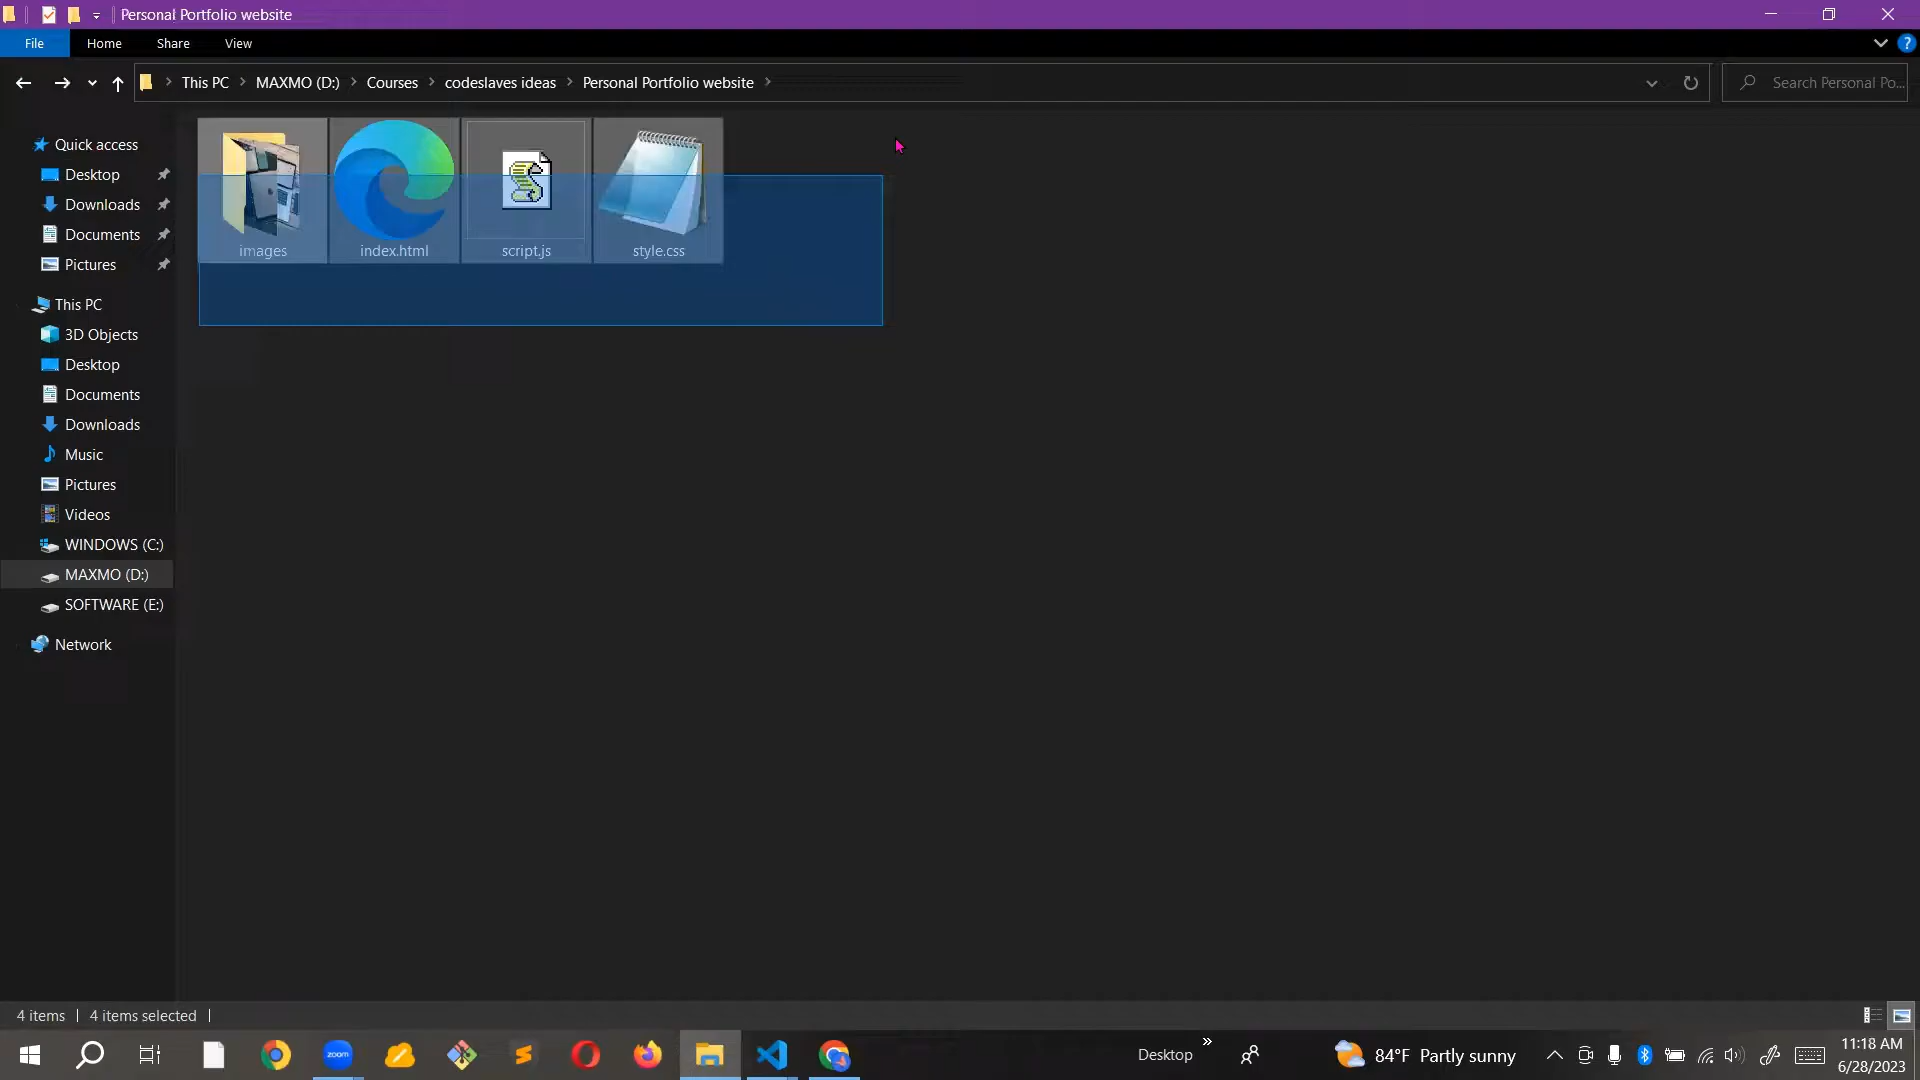 Personal Portfolio website
File Home Share View
This PC MAXMO (D:) Courses codeslaves ideas Personal Portfolio website
Search Personal Po...
Quick access
Desktop
Downloads
Documents
Pictures
This PC
3D Objects
Desktop
Documents
Downloads
Music
Pictures
Videos
WINDOWS (C:)
MAXMO (D:)
SOFTWARE (E:)
Network
images index.html script.js style.css
4 items 4 items selected
zoom
Desktop
84°F Partly sunny
11:18 AM
6/28/2023